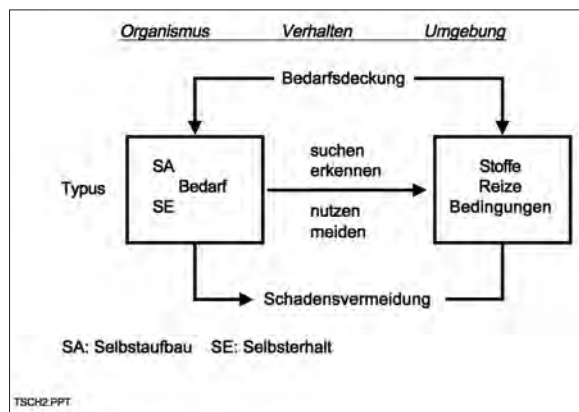 Organismus Verhalten Umgebung
Bedarfsdeckung
Typus
SA
Bedarf
SE
suchen
erkennen
nutzen
meiden
Stoffe
Reize
Bedingungen
Schadensvermeidung
SA: Selbstaufbau SE: Selbsterhalt
TSCH2.PPT